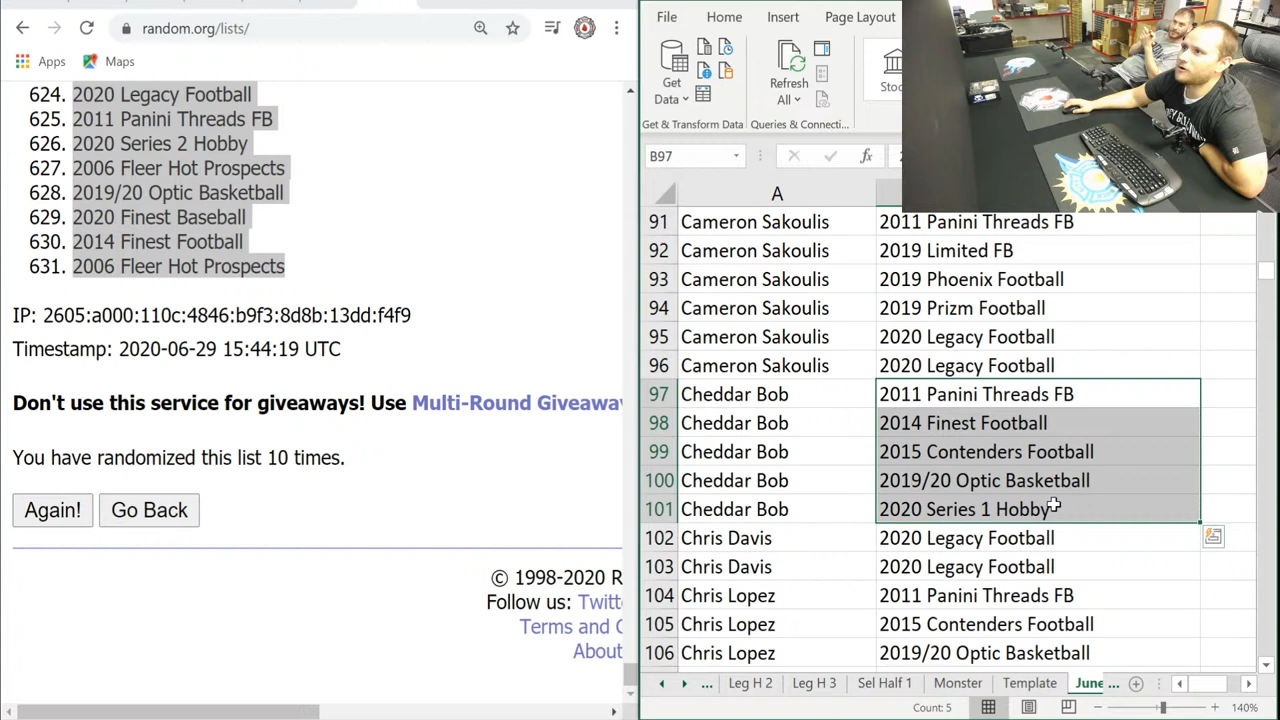 random.org/lists/
Apps
Maps
624. 2020 Legacy Football
625. 2011 Panini Threads FB
626. 2020 Series 2 Hobby
627. 2006 Fleer Hot Prospects
628. 2019/20 Optic Basketball
629. 2020 Finest Baseball
630. 2014 Finest Football
631. 2006 Fleer Hot Prospects
IP: 2605:a000:110c:4846:b9f3:8d8b:13dd:f4f9
Timestamp: 2020-06-29 15:44:19 UTC
Don't use this service for giveaways! Use Multi-Round Giveaway
You have randomized this list 10 times.
Again! Go Back
© 1998-2020 R
Follow us: Twitt
Terms and C
About
File Home Insert Page Layout
Get Data
Refresh All
Stoc
Get & Transform Data Queries & Connecti...
B97 fx 2
A
91 Cameron Sakoulis 2011 Panini Threads FB
92 Cameron Sakoulis 2019 Limited FB
93 Cameron Sakoulis 2019 Phoenix Football
94 Cameron Sakoulis 2019 Prizm Football
95 Cameron Sakoulis 2020 Legacy Football
96 Cameron Sakoulis 2020 Legacy Football
97 Cheddar Bob 2011 Panini Threads FB
98 Cheddar Bob 2014 Finest Football
99 Cheddar Bob 2015 Contenders Football
100 Cheddar Bob 2019/20 Optic Basketball
101 Cheddar Bob 2020 Series 1 Hobby
102 Chris Davis 2020 Legacy Football
103 Chris Davis 2020 Legacy Football
104 Chris Lopez 2011 Panini Threads FB
105 Chris Lopez 2015 Contenders Football
106 Chris Lopez 2019/20 Optic Basketball
... Leg H 2 Leg H 3 Sel Half 1 Monster Template June ...
Count: 5 140%